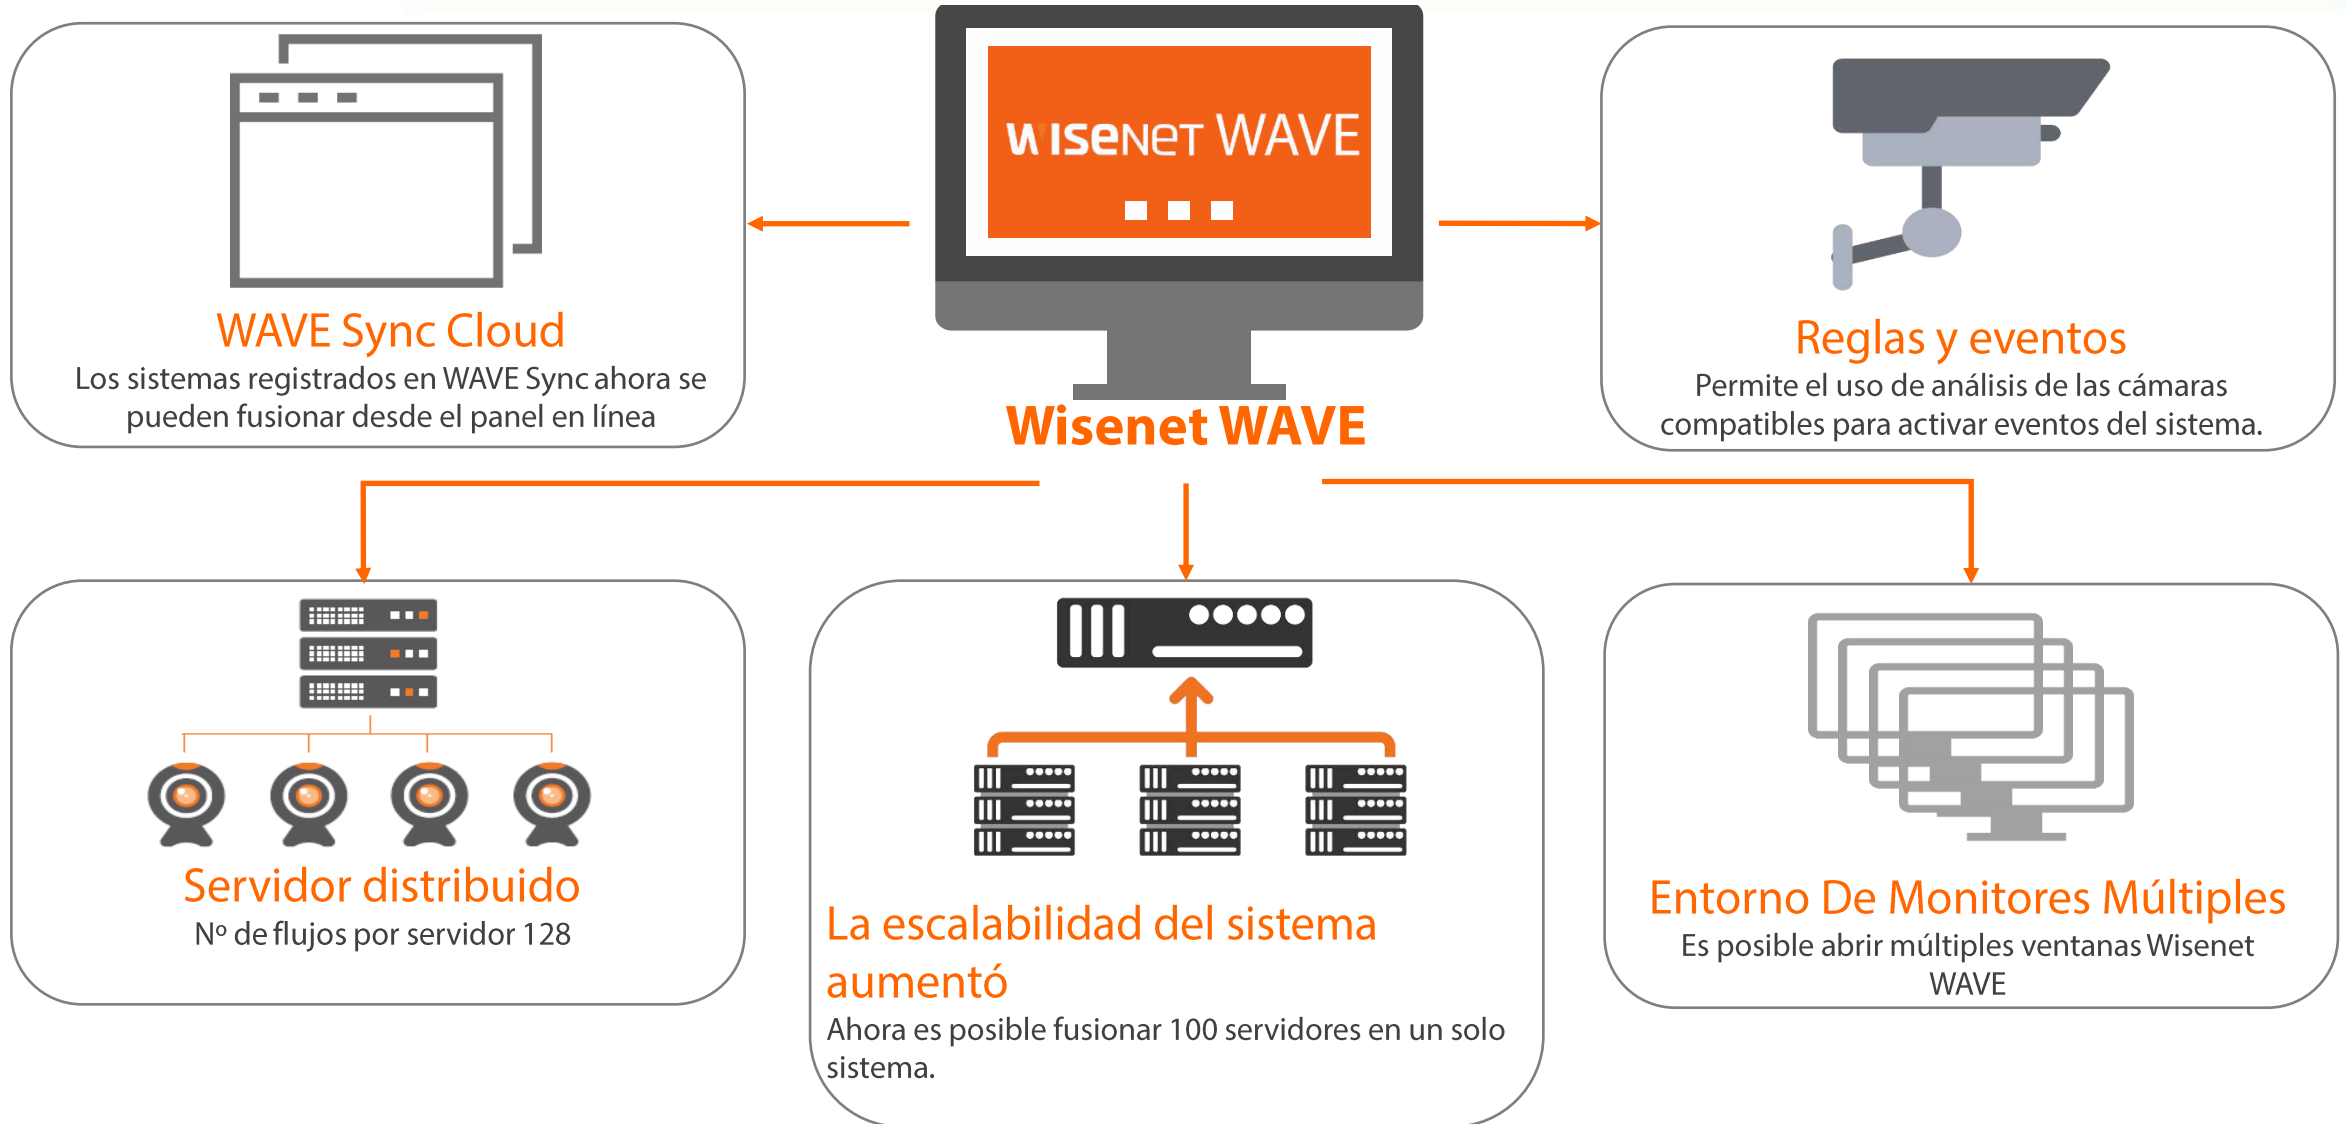 WISENET WAVE
WAVE Sync Cloud
Los sistemas registrados en WAVE Sync ahora se
pueden fusionar desde el panel en línea
Wisenet WAVE
Reglas y eventos
Permite el uso de análisis de las cámaras
compatibles para activar eventos del sistema.
Servidor distribuido
Nº de flujos por servidor 128
La escalabilidad del sistema
aumentó
Ahora es posible fusionar 100 servidores en un solo
sistema.
Entorno De Monitores Múltiples
Es posible abrir múltiples ventanas Wisenet
WAVE